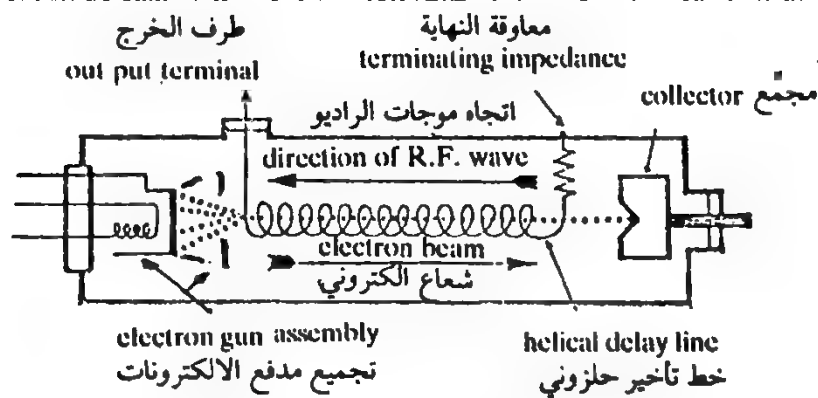 طرف الخرج
out put terminal
معاوقة النهاية
terminating impedance
collector مجمّع
اتجاه موجات الراديو
direction of R.F. wave
electron beam
شعاع الكتروني
electron gun assembly
تجميع مدفع الالكترونات
helical delay line
خط تأخير حلزوني